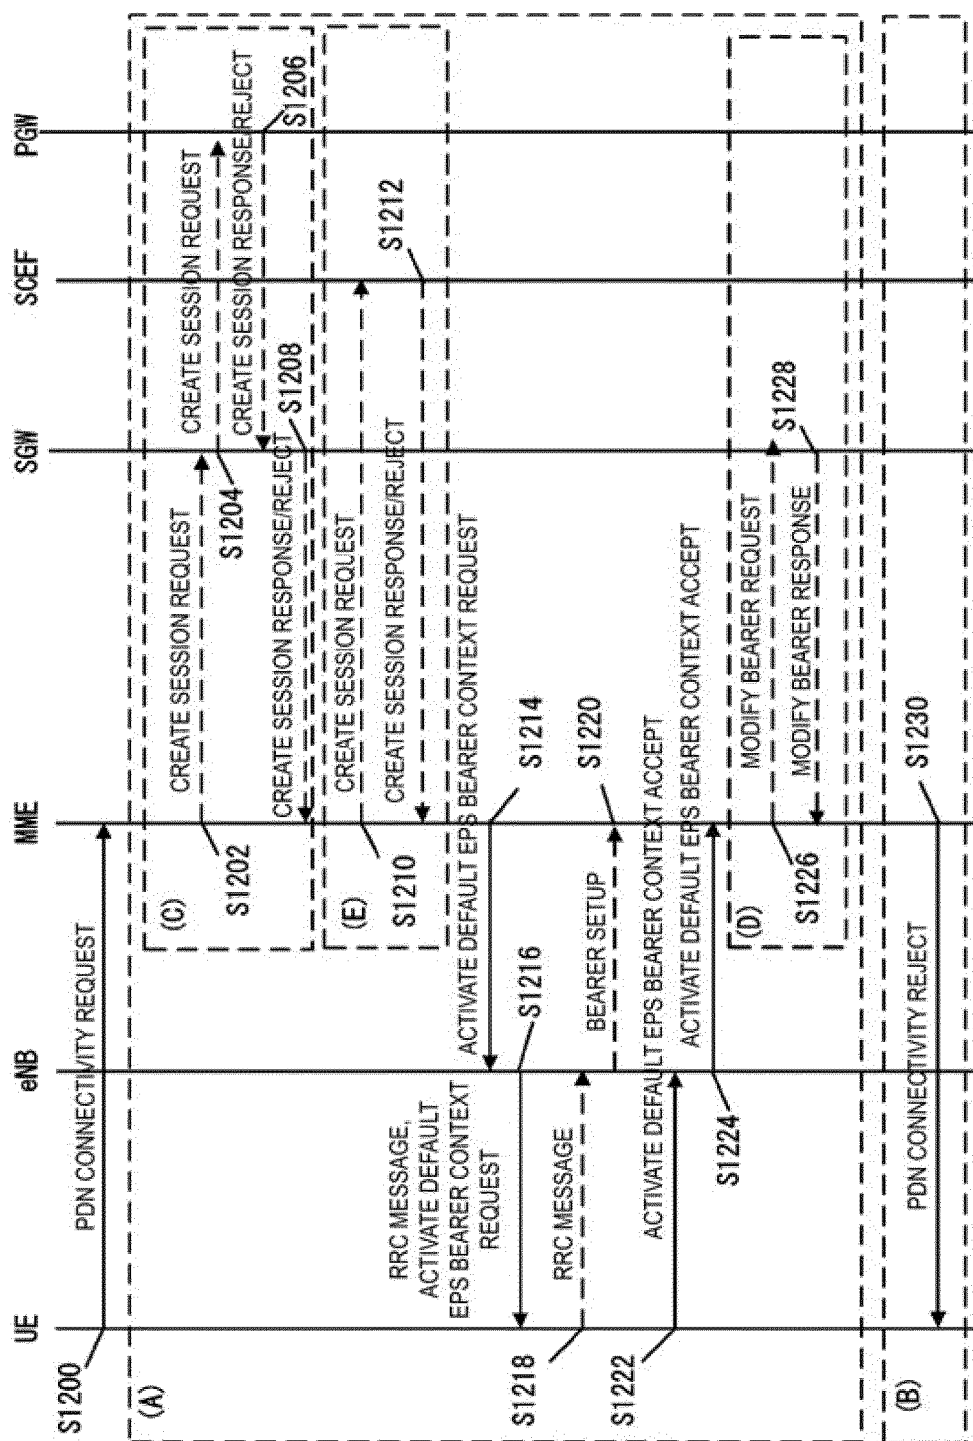 UE
eNB
MME
SGW
SCEF
PGW
S1200
PDN CONNECTIVITY REQUEST
(A)
(C)
CREATE SESSION REQUEST
S1202
CREATE SESSION REQUEST
S1204
CREATE SESSION RESPONSE/REJECT
S1206
CREATE SESSION RESPONSE/REJECT
S1208
(E)
CREATE SESSION REQUEST
S1210
CREATE SESSION RESPONSE/REJECT
S1212
ACTIVATE DEFAULT EPS BEARER CONTEXT REQUEST
S1214
RRC MESSAGE,
ACTIVATE DEFAULT
EPS BEARER CONTEXT
REQUEST
S1216
RRC MESSAGE
S1218
BEARER SETUP
S1220
ACTIVATE DEFAULT EPS BEARER CONTEXT ACCEPT
S1222
ACTIVATE DEFAULT EPS BEARER CONTEXT ACCEPT
S1224
(D)
MODIFY BEARER REQUEST
S1226
MODIFY BEARER RESPONSE
S1228
(B)
PDN CONNECTIVITY REJECT
S1230